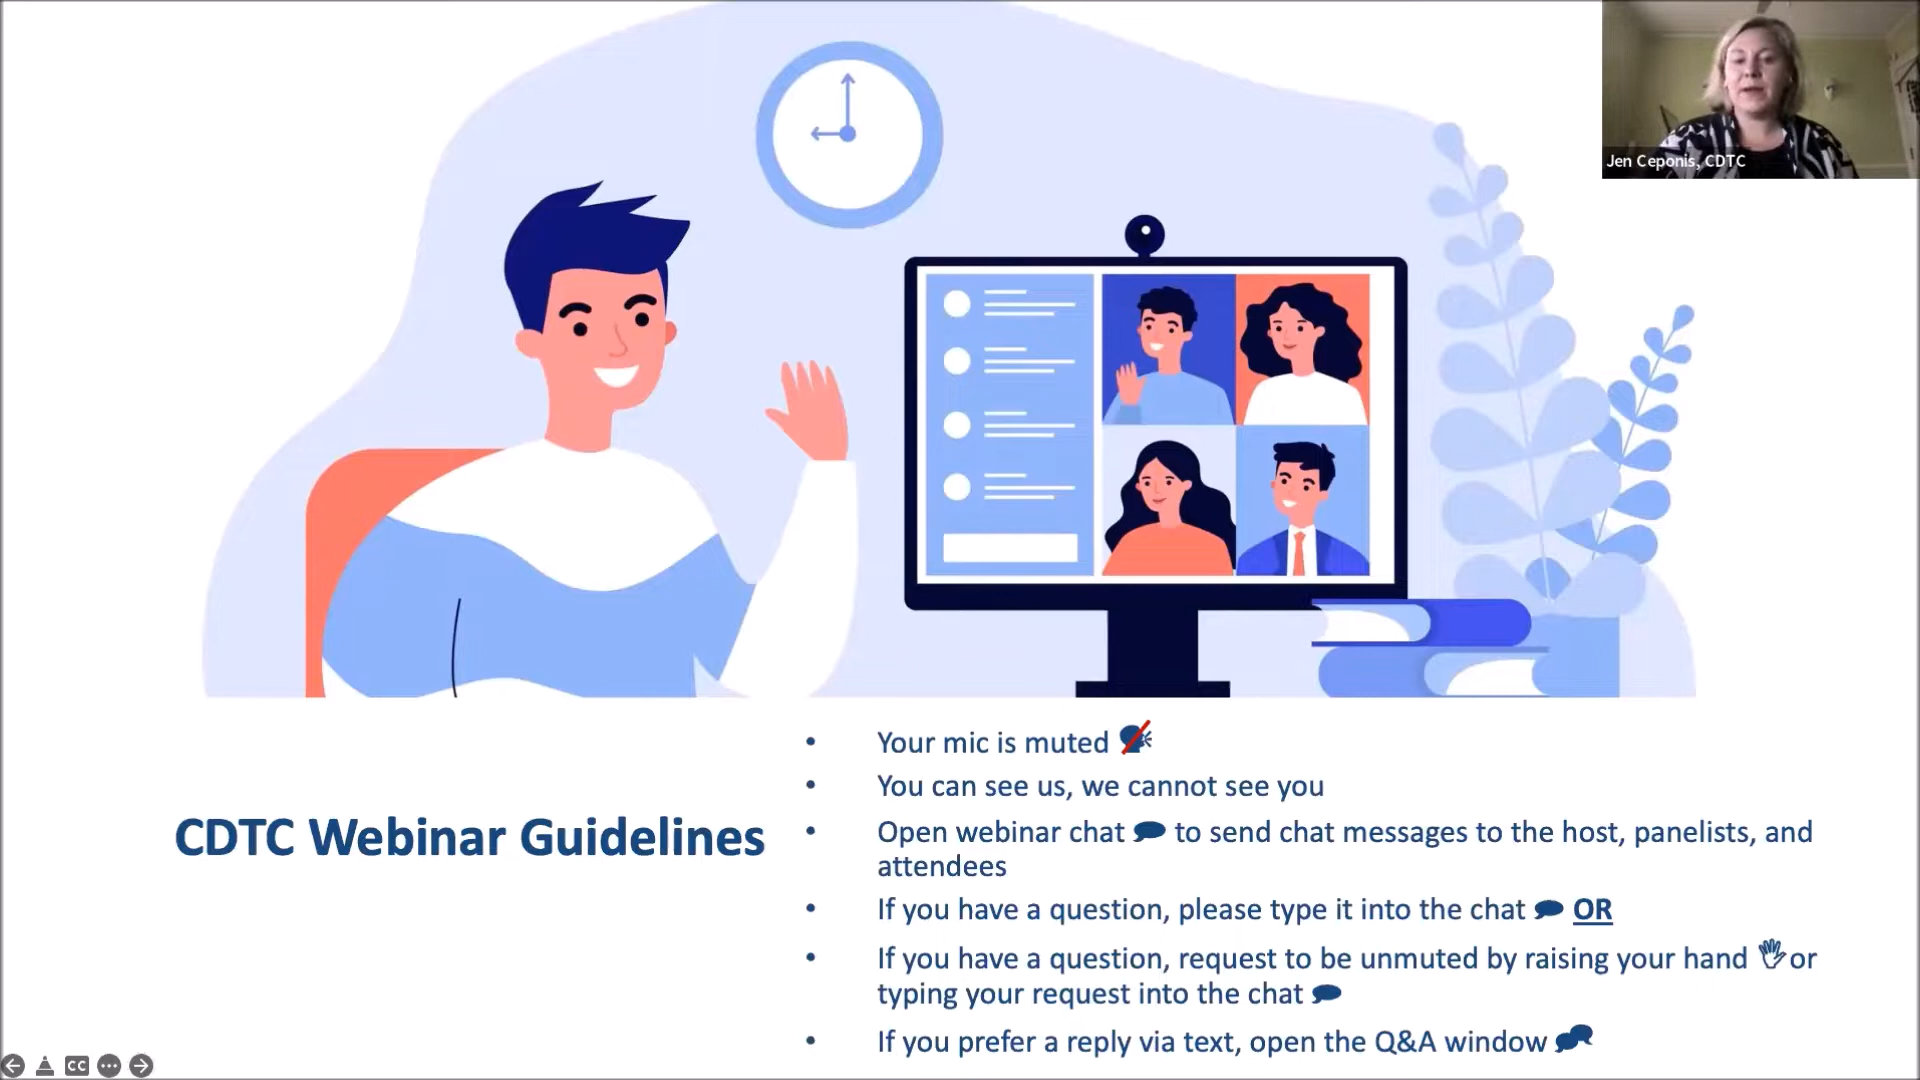 Jen Ceponis, CDTC
CDTC Webinar Guidelines
• Your mic is muted
• You can see us, we cannot see you
• Open webinar chat to send chat messages to the host, panelists, and
attendees
• If you have a question, please type it into the chat OR
• If you have a question, request to be unmuted by raising your hand or
typing your request into the chat
• If you prefer a reply via text, open the Q&A window
CC